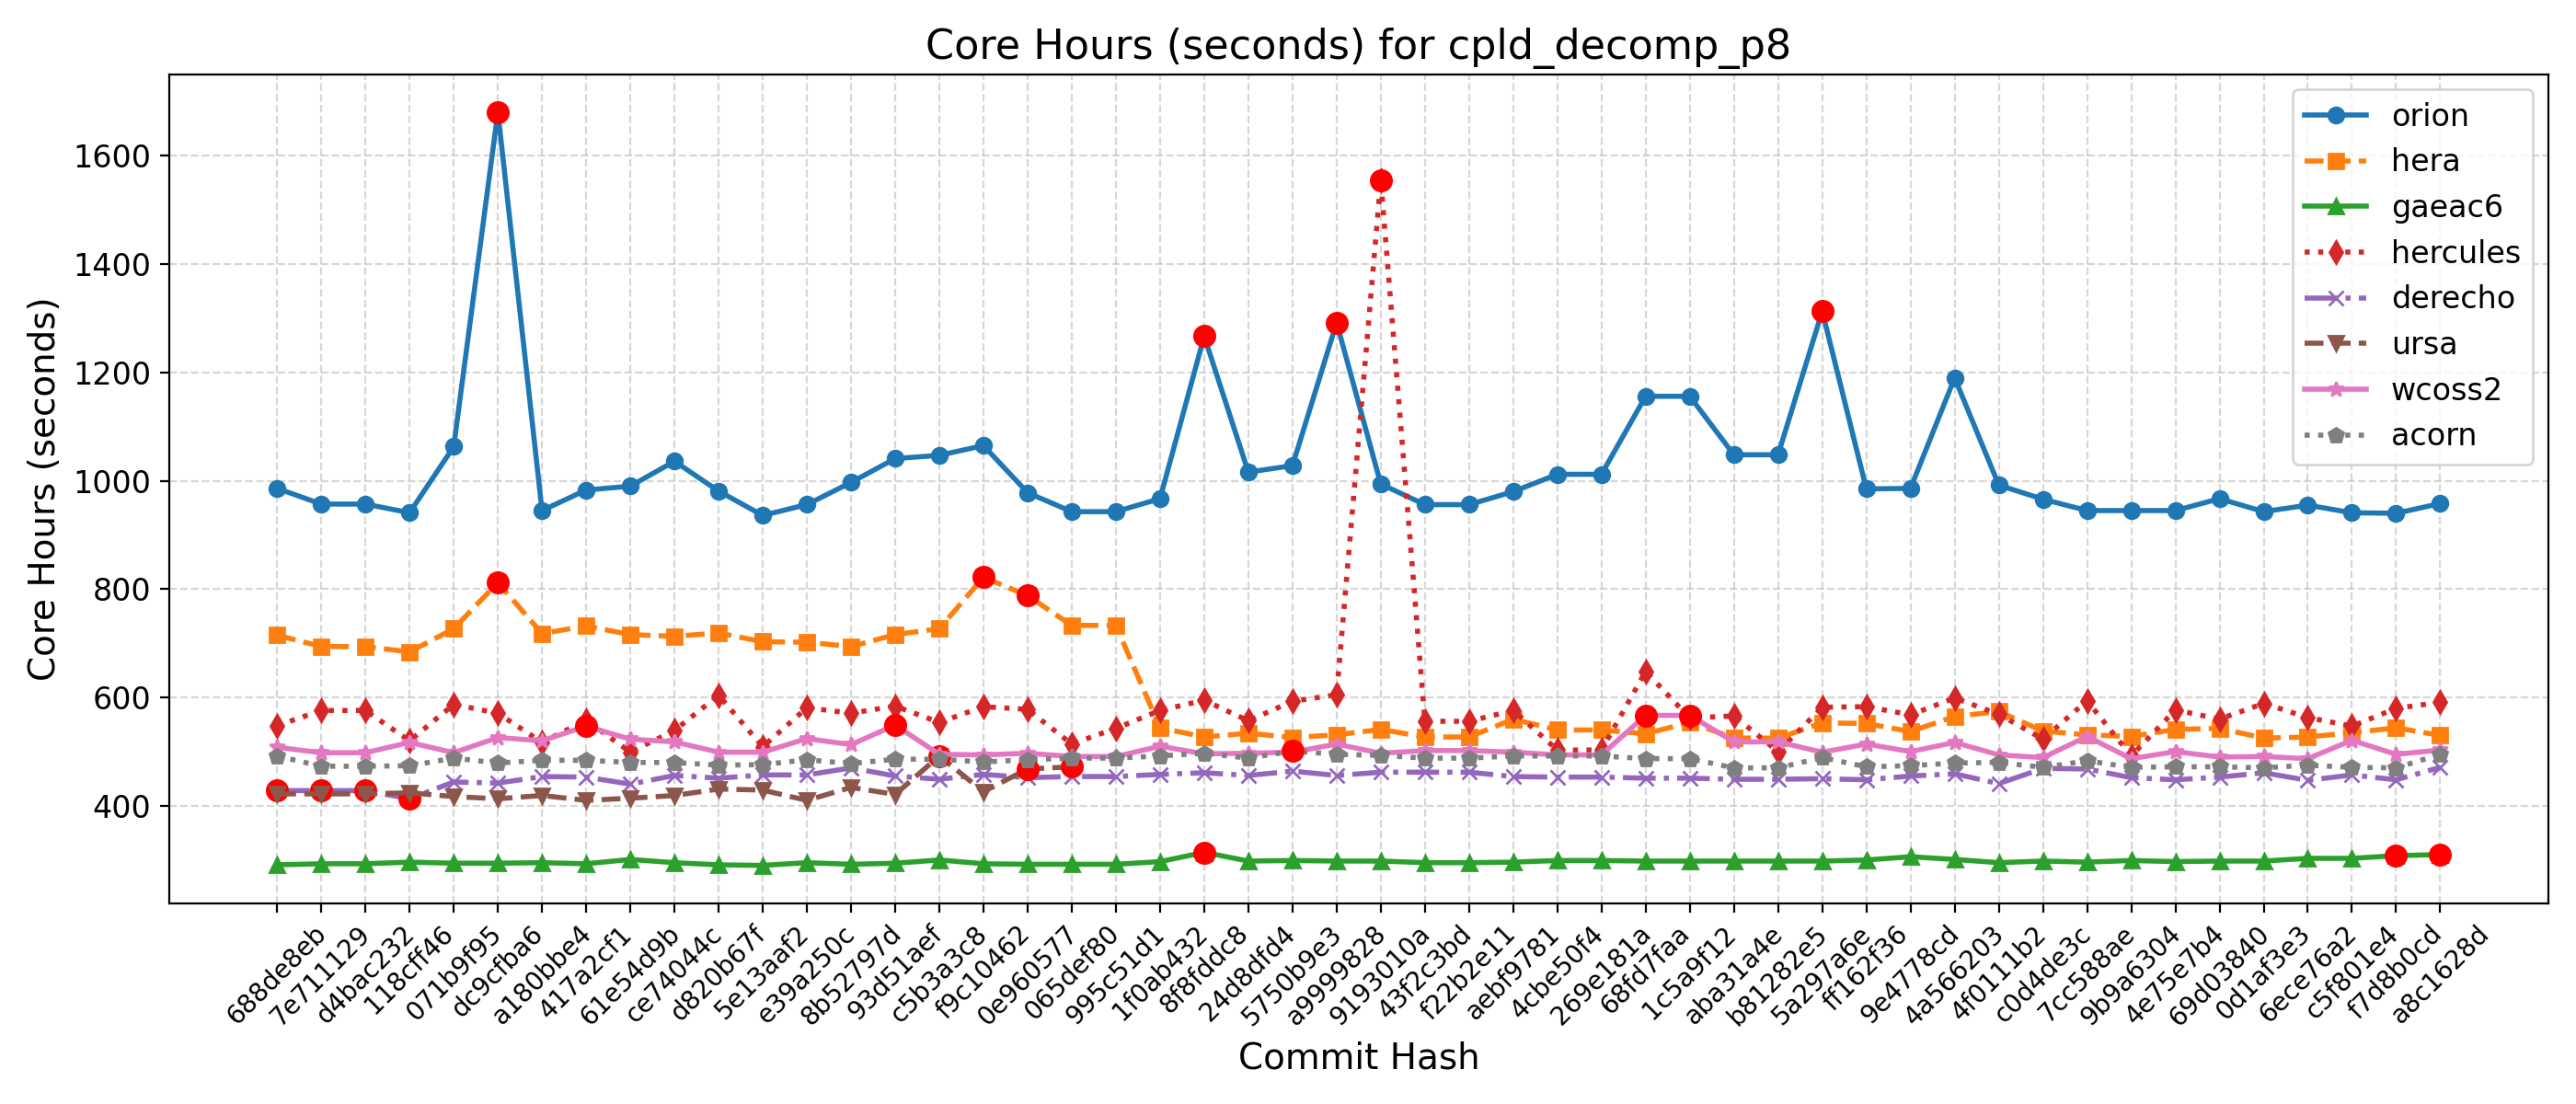 Core Hours (seconds) for cpld_decomp_p8
Core Hours (seconds)
1600
1400
1200
1000
800
600
400
orion
hera
gaeac6
hercules
derecho
ursa
wcoss2
acorn
688de8eb
7e711129
d4bac232
118cff46
071b9f95
dc9cfba6
a180bbe4
417a2cf1
61e54d9b
ce74044c
d820b67f
5e13aaf2
e39a250c
8b52797d
93d51aef
c5b3a3c8
f9c10462
0e960577
065def80
995c51d1
1f0ab432
8f8fddc8
24d8dfd4
5750b9e3
a9999828
9193010a
43f2c3bd
f22b2e11
aebf9781
4cbe50f4
269e181a
68fd7faa
1c5a9f12
aba31a4e
b81282e5
5a297a6e
ff162f36
9e4778cd
4a566203
4f0111b2
c0d4de3c
7cc588ae
9b9a6304
4e75e7b4
69d03840
0d1af3e3
6ece76a2
c5f801e4
f7d8b0cd
a8c1628d
Commit Hash